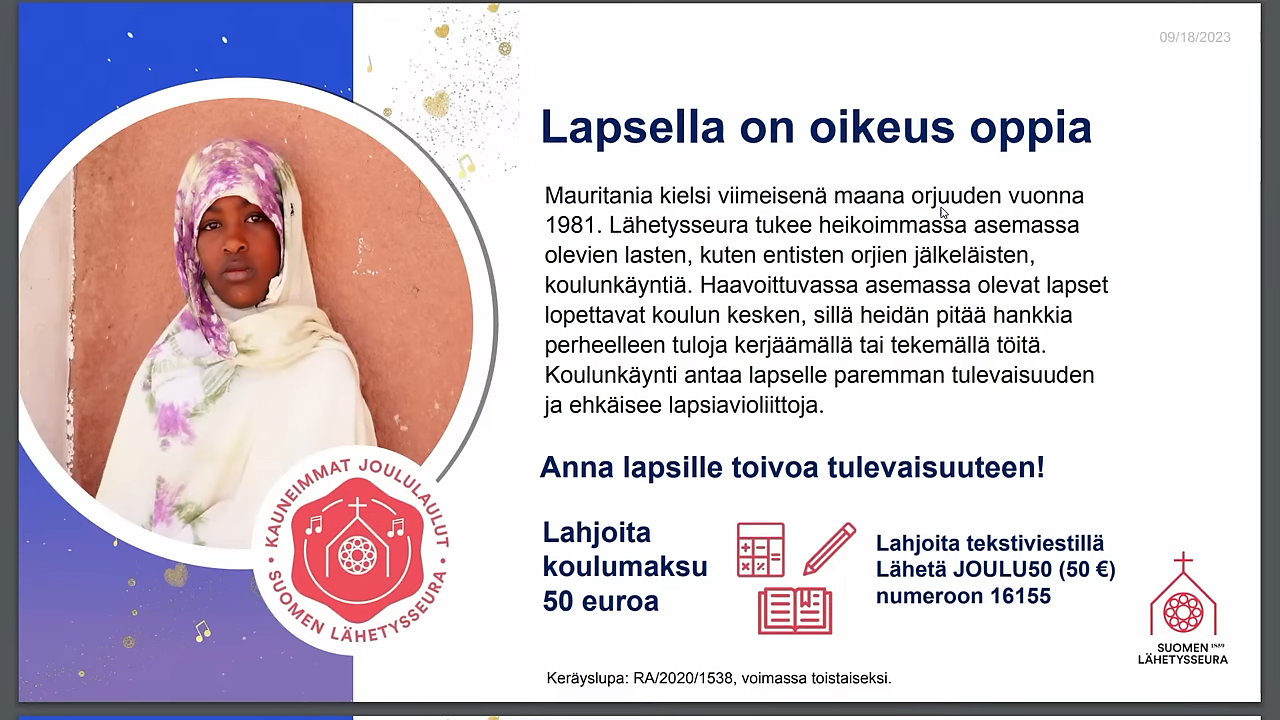 09/18/2023
Lapsella on oikeus oppia
Mauritania kielsi viimeisenä maana orjuuden vuonna
1981. Lähetysseura tukee heikoimmassa asemassa
olevien lasten, kuten entisten orjien jälkeläisten,
koulunkäyntiä. Haavoittuvassa asemassa olevat lapset
lopettavat koulun kesken, sillä heidän pitää hankkia
perheelleen tuloja kerjäämällä tai tekemällä töitä.
Koulunkäynti antaa lapselle paremman tulevaisuuden
ja ehkäisee lapsiavioliittoja.
Anna lapsille toivoa tulevaisuuteen!
Lahjoita
koulumaksu
50 euroa
Lahjoita tekstiviestillä
Lähetä JOULU50 (50 €)
numeroon 16155
KAUNEIMMAT JOULULAULUT
• SUOMEN LÄHETYSSEURA •
SUOMEN 1859
LÄHETYSSEURA
Keräyslupa: RA/2020/1538, voimassa toistaiseksi.